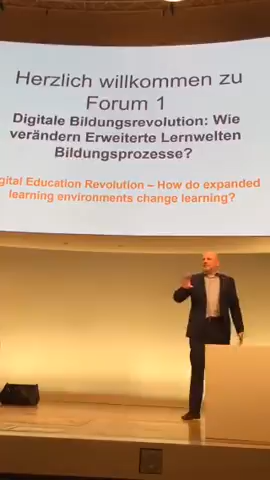 Herzlich willkommen zu
Forum 1
Digitale Bildungsrevolution: Wie
verändern Erweiterte Lernwelten
Bildungsprozesse?
gital Education Revolution – How do expanded
learning environments change learning?